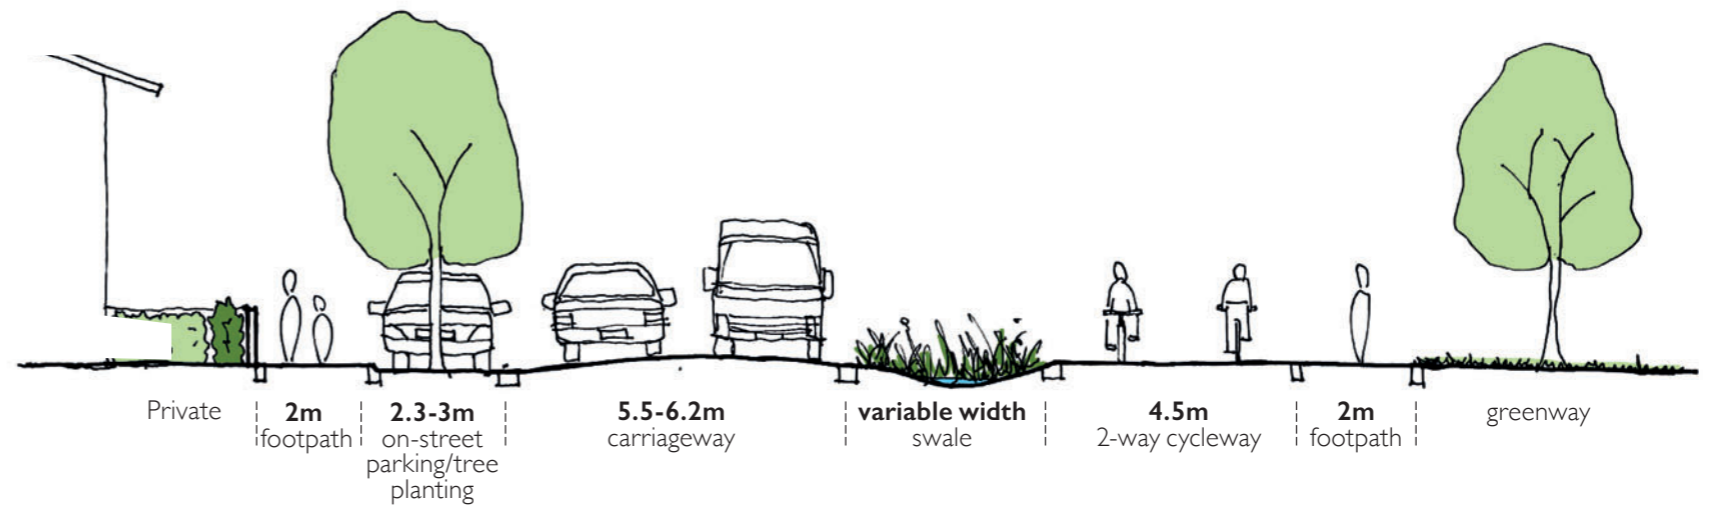 Private
2m
footpath
2.3-3m
on-street
parking/tree
planting
5.5-6.2m
carriageway
variable width
swale
4.5m
2-way cycleway
2m
footpath
greenway